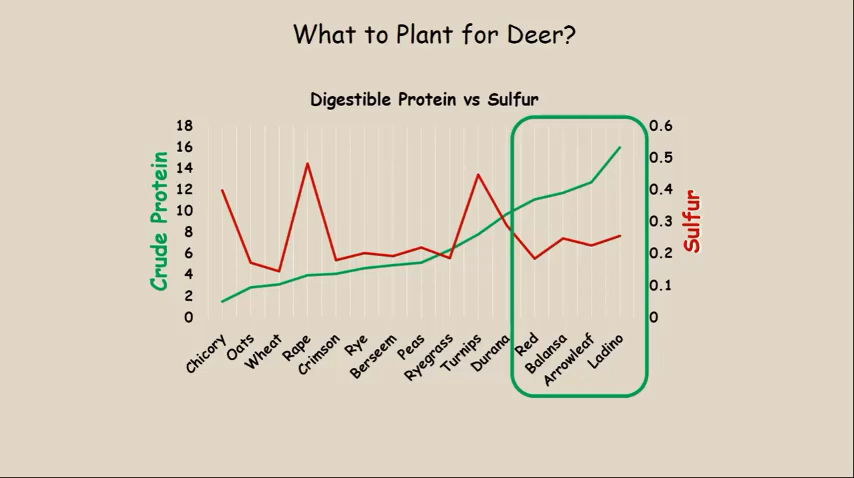 What to Plant for Deer?
Digestible Protein vs Sulfur
Crude Protein
18
16
14
12
10
8
6
4
2
0
0.6
0.5
0.4
0.3
0.2
0.1
0
Sulfur
Chicory
Oats
Wheat
Rape
Crimson
Rye
Berseem
Peas
Ryegrass
Turnips
Durana
Red
Balansa
Arrowleaf
Ladino